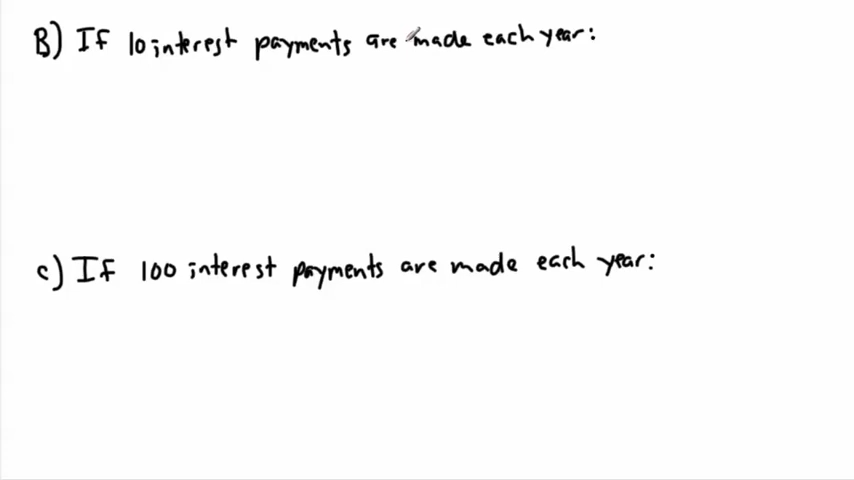 B) If 10 interest payments are made each year:
c) If 100 interest payments are made each year: